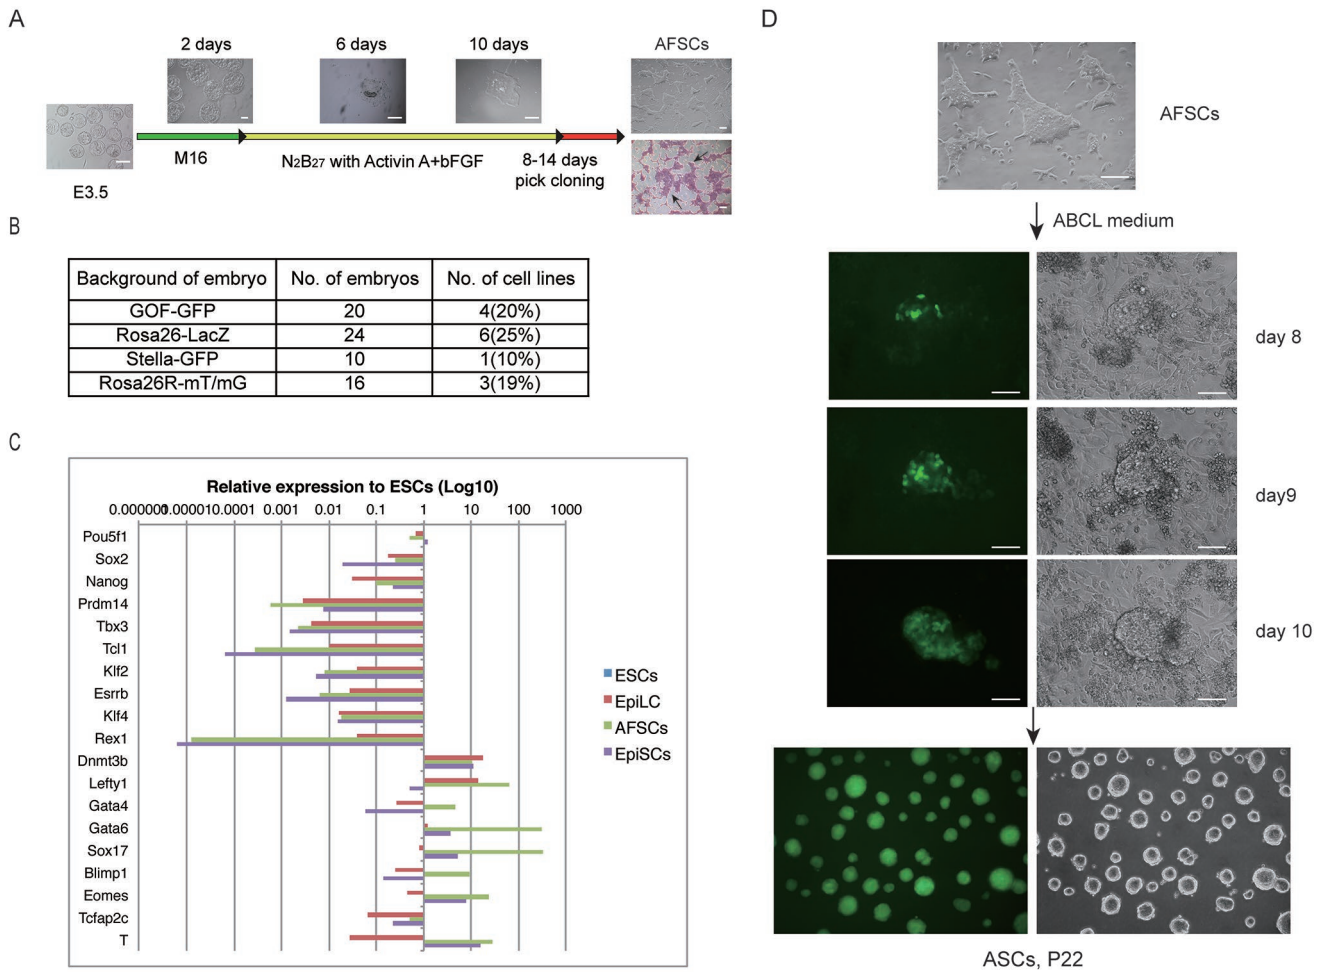 A
2 days
6 days
10 days
AFSCs
E3.5
M16
N2B27 with Activin A+bFGF
8-14 days
pick cloning
B
Background of embryo No. of embryos No. of cell lines
GOF-GFP 20 4(20%)
Rosa26-LacZ 24 6(25%)
Stella-GFP 10 1(10%)
Rosa26R-mT/mG 16 3(19%)
C
Relative expression to ESCs (Log10)
0.000001 0.00001 0.0001 0.001 0.01 0.1 1 10 100 1000
Pou5f1
Sox2
Nanog
Prdm14
Tbx3
Tcl1
Klf2
Esrrb
Klf4
Rex1
Dnmt3b
Lefty1
Gata4
Gata6
Sox17
Blimp1
Eomes
Tcfap2c
T
ESCs
EpiLC
AFSCs
EpiSCs
D
AFSCs
ABCL medium
day 8
day9
day 10
ASCs, P22